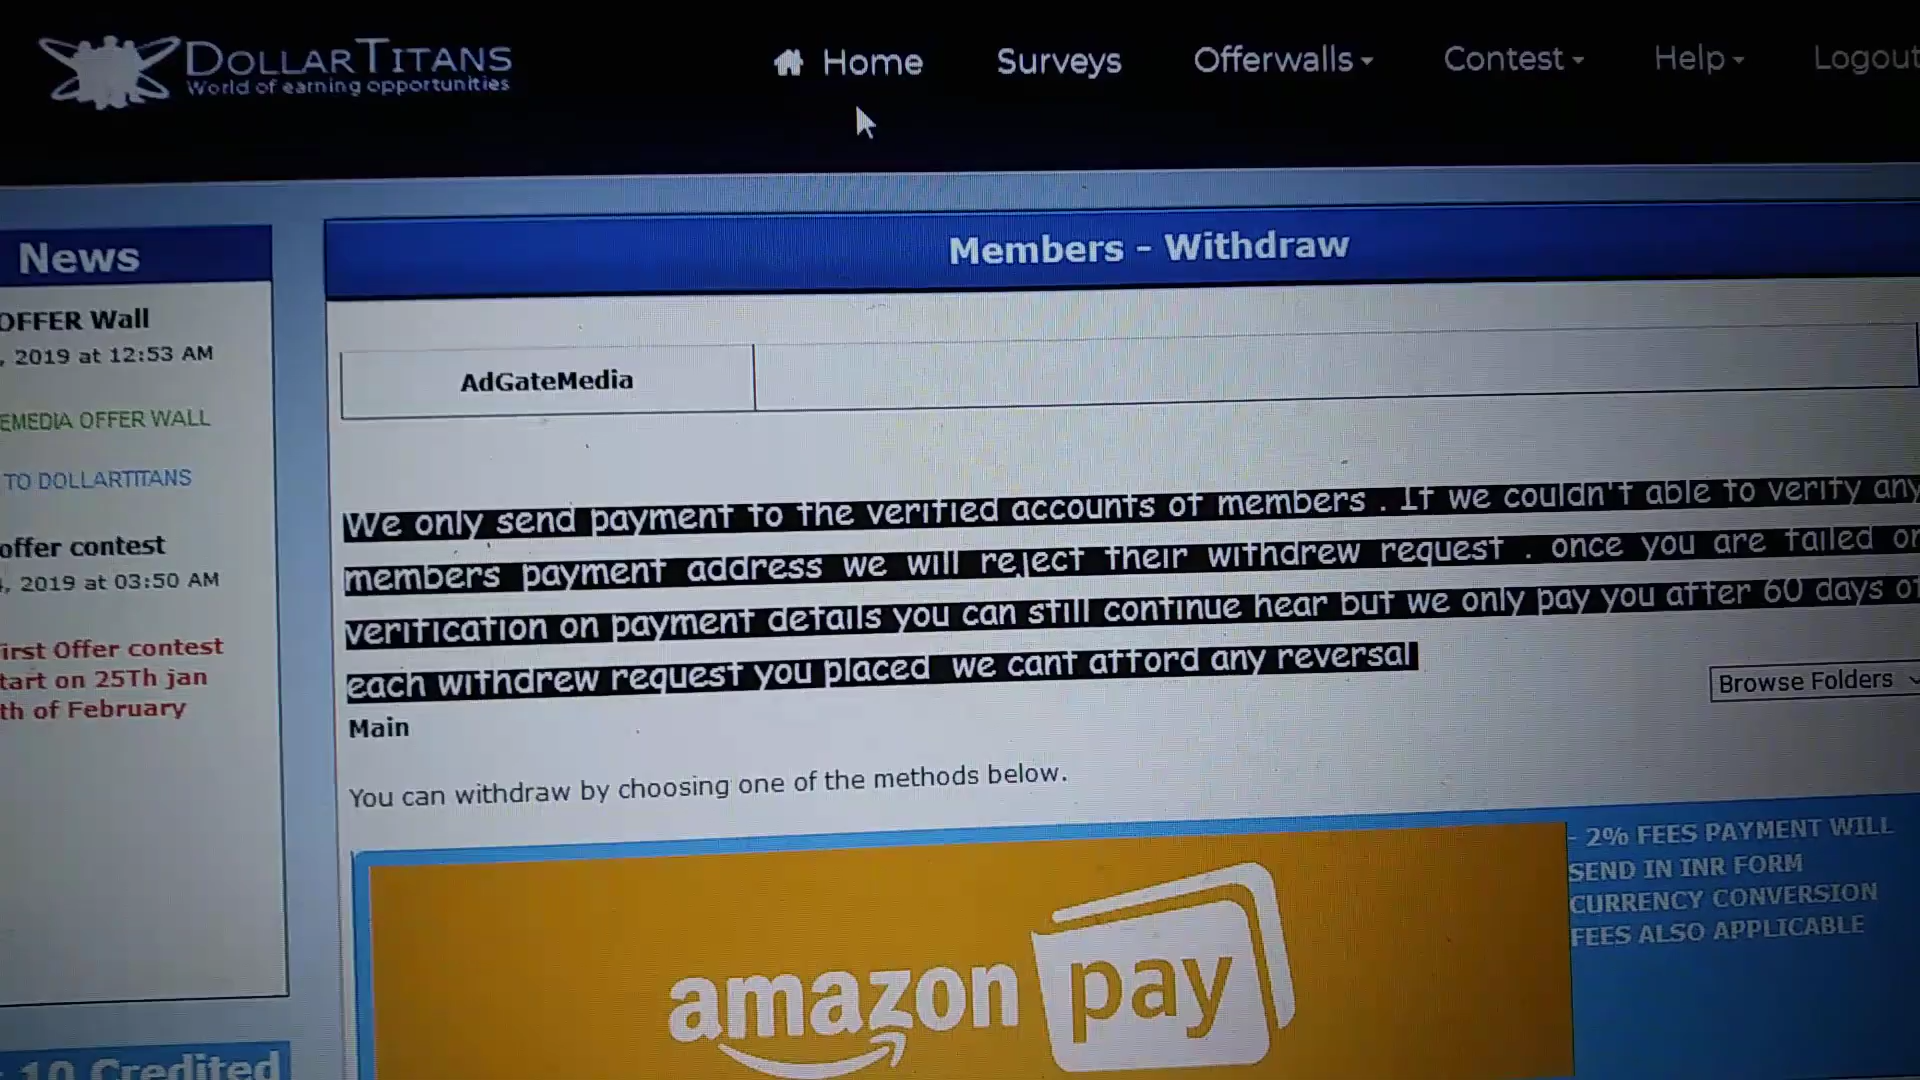 DOLLARTITANS
World of earning opportunities
Home
Surveys
Offerwalls
Contest
Help
Logout
News
OFFER Wall
, 2019 at 12:53 AM
EMEDIA OFFER WALL
TO DOLLARTITANS
offer contest
, 2019 at 03:50 AM
irst Offer contest
tart on 25Th jan
th of February
10 Credited
Members - Withdraw
AdGateMedia
We only send payment to the verified accounts of members . If we couldn't able to verify any
members payment address we will reject their withdrew request . once you are failed on
verification on payment details you can still continue hear but we only pay you after 60 days of
each withdrew request you placed we cant afford any reversal
Browse Folders
Main
You can withdraw by choosing one of the methods below.
amazon pay
- 2% FEES PAYMENT WILL
SEND IN INR FORM
CURRENCY CONVERSION
FEES ALSO APPLICABLE